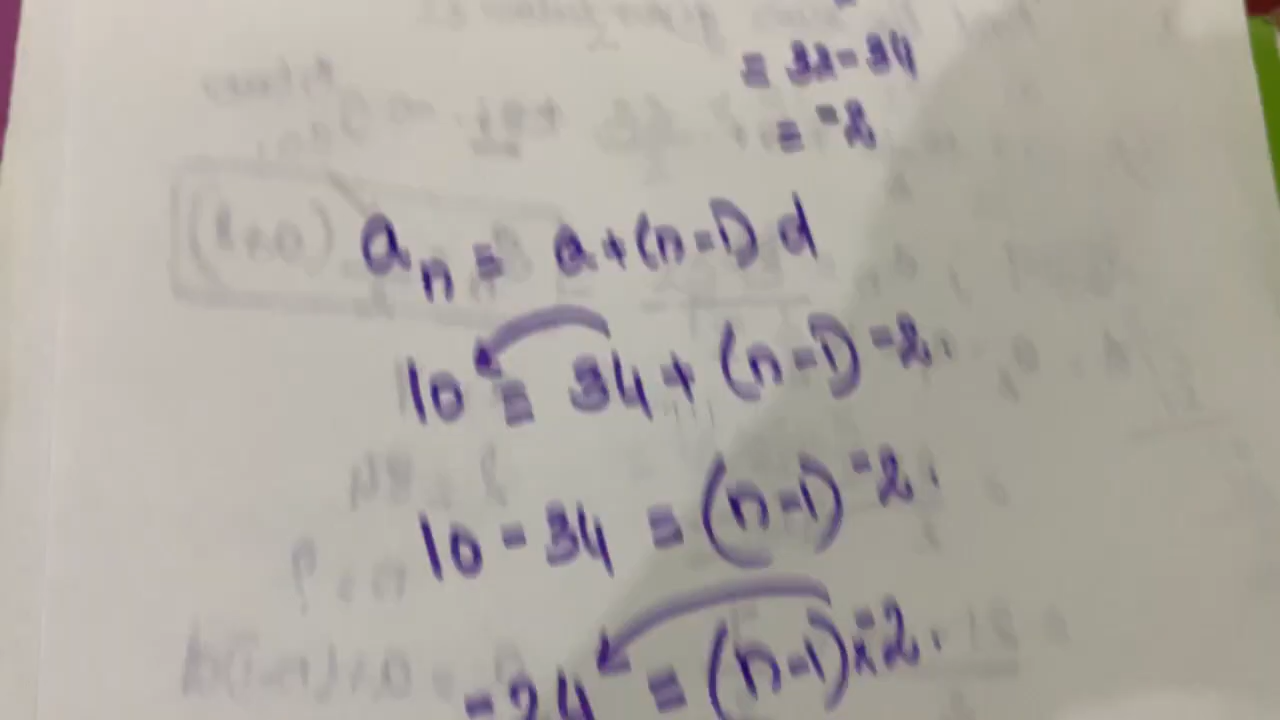 = 32-34
= -2
an = a+(n-1) d
10 = 34+ (n-1) -2.
10 - 34 = (n-1) -2.
-24 = (n-1)x-2.